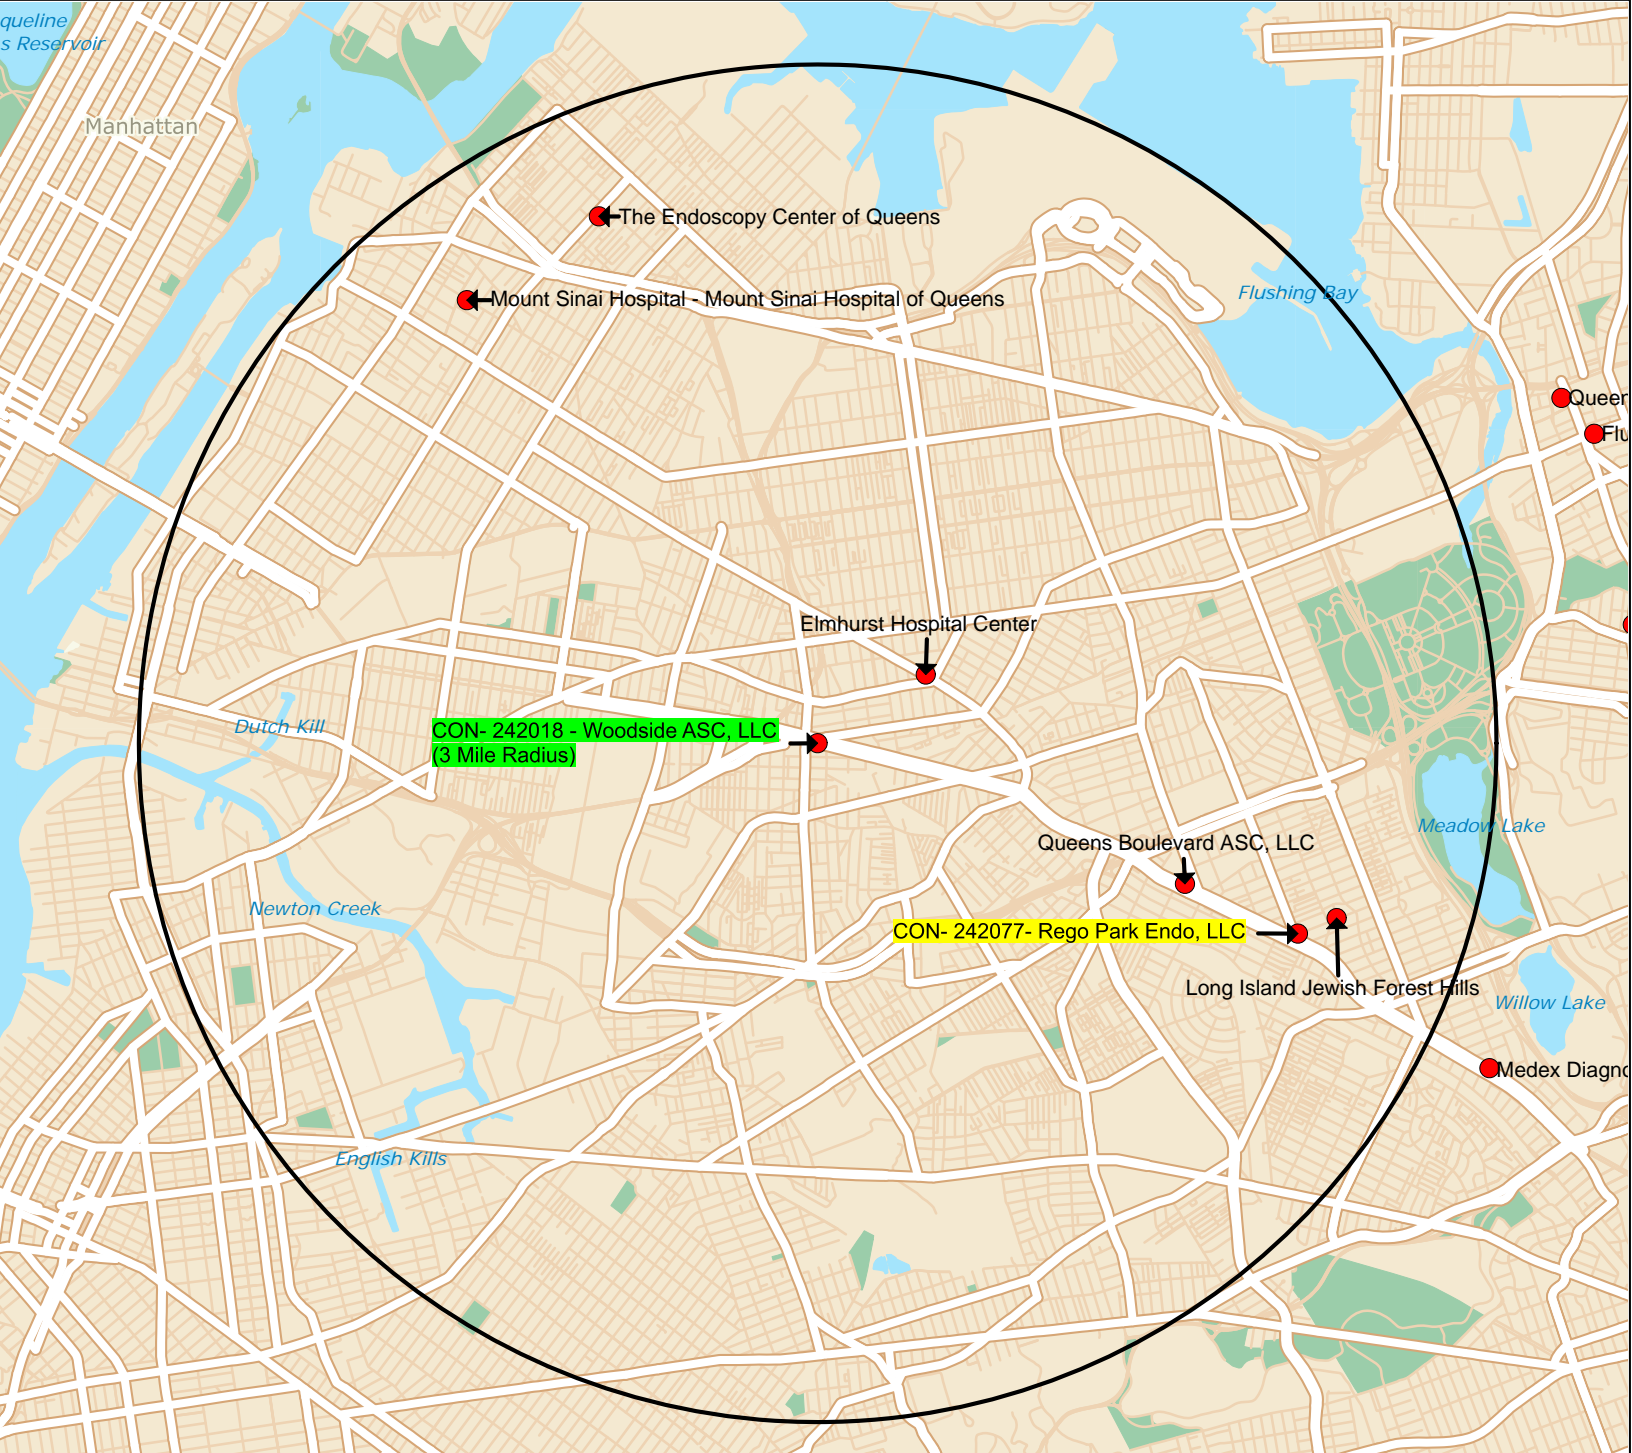 queline
s Reservoir
Manhattan
The Endoscopy Center of Queens
Mount Sinai Hospital - Mount Sinai Hospital of Queens
Flushing Bay
Queen
Flu
Elmhurst Hospital Center
Dutch Kill
CON- 242018 - Woodside ASC, LLC
(3 Mile Radius)
Meadow Lake
Queens Boulevard ASC, LLC
Newton Creek
CON- 242077- Rego Park Endo, LLC
Long Island Jewish Forest Hills
Willow Lake
Medex Diagno
English Kills